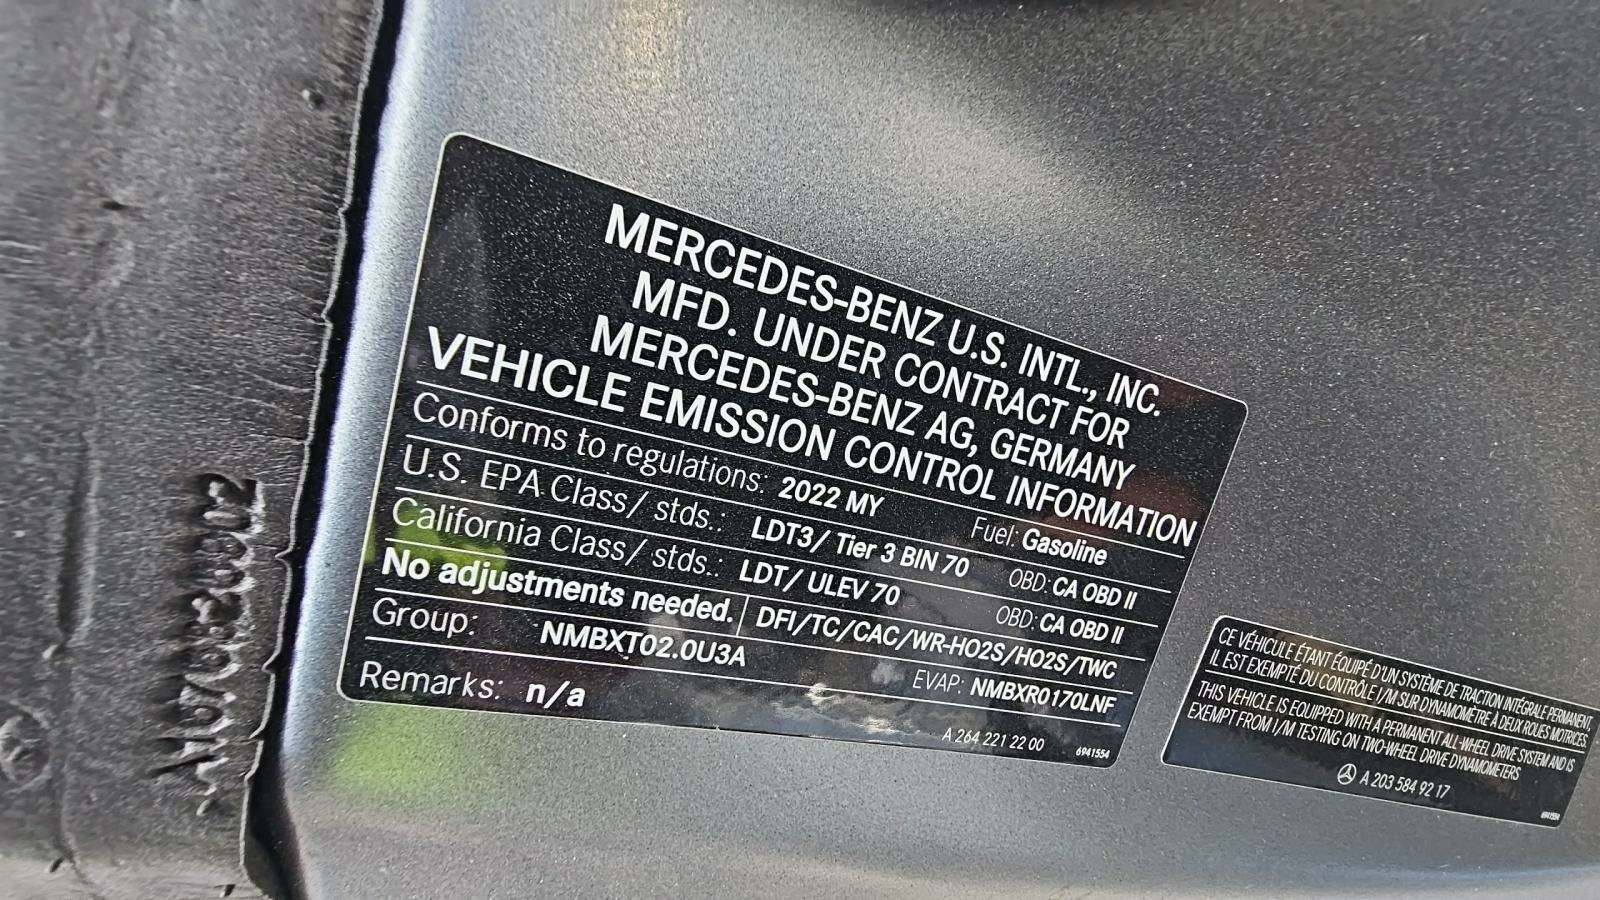 MERCEDES-BENZ U.S. INTL., INC.
MFD. UNDER CONTRACT FOR
MERCEDES-BENZ AG, GERMANY
VEHICLE EMISSION CONTROL INFORMATION
Conforms to regulations: 2022 MY Fuel: Gasoline
U.S. EPA Class/ stds.: LDT3/ Tier 3 BIN 70 OBD: CA OBD II
California Class/ stds.: LDT/ ULEV 70 OBD: CA OBD II
No adjustments needed. DFI/TC/CAC/WR-HO2S/HO2S/TWC
Group: NMBXT02.0U3A EVAP: NMBXR0170LNF
Remarks: n/a
A 264 221 22 00 6941554
CE VÉHICULE ÉTANT ÉQUIPÉ D'UN SYSTÈME DE TRACTION INTÉGRALE PERMANENT,
IL EST EXEMPTÉ DU CONTRÔLE I/M SUR DYNAMOMÈTRE À DEUX ROUES MOTRICES.
THIS VEHICLE IS EQUIPPED WITH A PERMANENT ALL-WHEEL DRIVE SYSTEM AND IS
EXEMPT FROM I/M TESTING ON TWO-WHEEL DRIVE DYNAMOMETERS
A 203 584 92 17
6941554